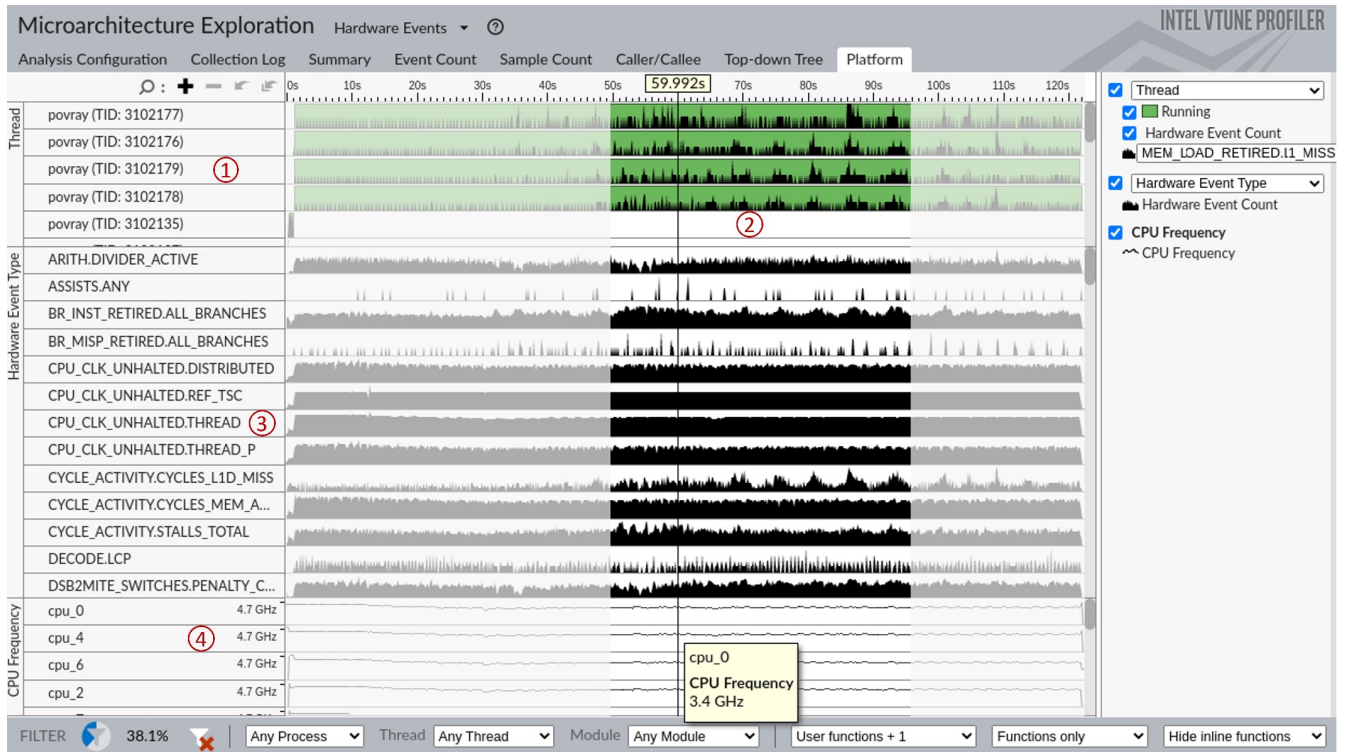 Microarchitecture Exploration Hardware Events
INTEL VTUNE PROFILER
Analysis Configuration Collection Log Summary Event Count Sample Count Caller/Callee Top-down Tree Platform
0s 10s 20s 30s 40s 50s 59.992s 70s 80s 90s 100s 110s 120s
Thread
povray (TID: 3102177)
povray (TID: 3102176)
povray (TID: 3102179) 1
povray (TID: 3102178)
povray (TID: 3102135) 2
Hardware Event Type
ARITH.DIVIDER_ACTIVE
ASSISTS.ANY
BR_INST_RETIRED.ALL_BRANCHES
BR_MISP_RETIRED.ALL_BRANCHES
CPU_CLK_UNHALTED.DISTRIBUTED
CPU_CLK_UNHALTED.REF_TSC
CPU_CLK_UNHALTED.THREAD 3
CPU_CLK_UNHALTED.THREAD_P
CYCLE_ACTIVITY.CYCLES_L1D_MISS
CYCLE_ACTIVITY.CYCLES_MEM_A...
CYCLE_ACTIVITY.STALLS_TOTAL
DECODE.LCP
DSB2MITE_SWITCHES.PENALTY_C...
CPU Frequency
cpu_0 4.7 GHz
cpu_4 4 4.7 GHz
cpu_6 4.7 GHz
cpu_2 4.7 GHz
cpu_0
CPU Frequency
3.4 GHz
Thread
Running
Hardware Event Count
MEM_LOAD_RETIRED.L1_MISS
Hardware Event Type
Hardware Event Count
CPU Frequency
CPU Frequency
FILTER 38.1% Any Process Thread Any Thread Module Any Module User functions + 1 Functions only Hide inline functions